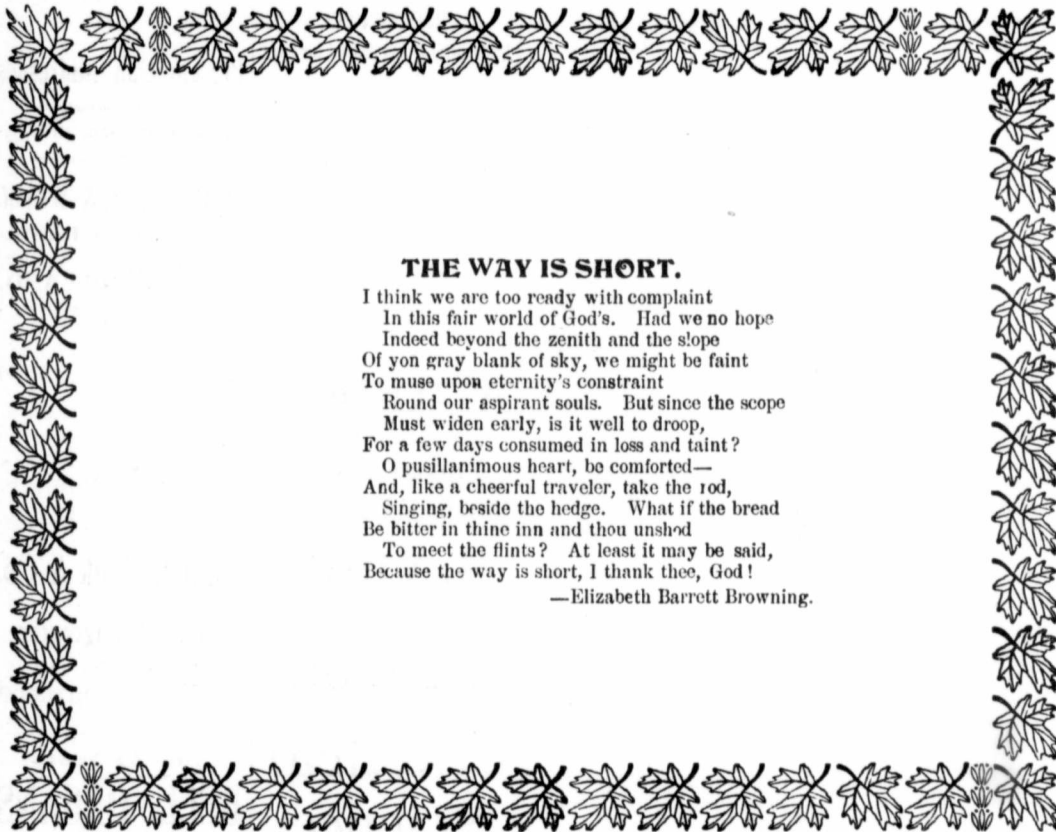 THE WAY IS SHORT.
I think we are too ready with complaint
In this fair world of God's. Had we no hope
Indeed beyond the zenith and the slope
Of yon gray blank of sky, we might be faint
To muse upon eternity's constraint
Round our aspirant souls. But since the scope
Must widen early, is it well to droop,
For a few days consumed in loss and taint?
O pusillanimous heart, be comforted—
And, like a cheerful traveler, take the rod,
Singing, beside the hedge. What if the bread
Be bitter in thine inn and thou unshod
To meet the flints? At least it may be said,
Because the way is short, I thank thee, God!
—Elizabeth Barrett Browning.